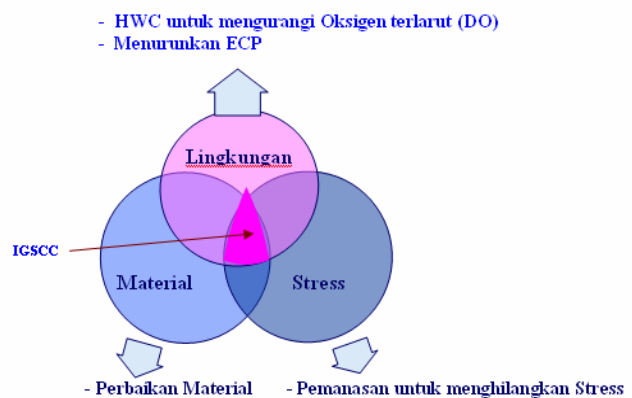 - HWC untuk mengurangi Oksigen terlarut (DO)
- Menurunkan ECP
Lingkungan
IGSCC
Material
Stress
- Perbaikan Material
- Pemanasan untuk menghilangkan Stress